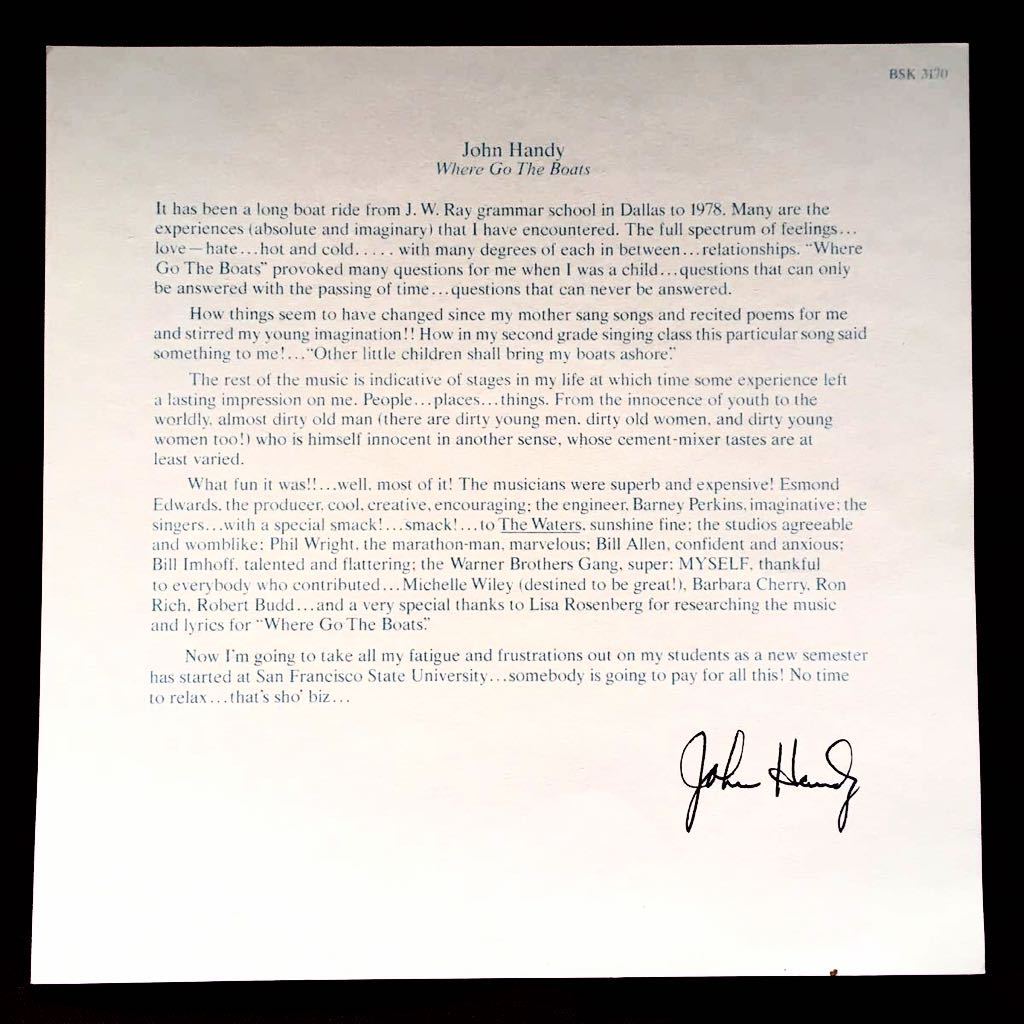 BSK 3170
John Handy
Where Go The Boats
It has been a long boat ride from J. W. Ray grammar school in Dallas to 1978. Many are the
experiences (absolute and imaginary) that I have encountered. The full spectrum of feelings...
love—hate...hot and cold..... with many degrees of each in between...relationships. “Where
Go The Boats” provoked many questions for me when I was a child...questions that can only
be answered with the passing of time...questions that can never be answered.
How things seem to have changed since my mother sang songs and recited poems for me
and stirred my young imagination!! How in my second grade singing class this particular song said
something to me!...“Other little children shall bring my boats ashore.”
The rest of the music is indicative of stages in my life at which time some experience left
a lasting impression on me. People...places...things. From the innocence of youth to the
worldly, almost dirty old man (there are dirty young men, dirty old women, and dirty young
women too!) who is himself innocent in another sense, whose cement-mixer tastes are at
least varied.
What fun it was!!...well, most of it! The musicians were superb and expensive! Esmond
Edwards, the producer, cool, creative, encouraging; the engineer, Barney Perkins, imaginative; the
singers...with a special smack!...smack!...to The Waters, sunshine fine; the studios agreeable
and womblike; Phil Wright, the marathon-man, marvelous; Bill Allen, confident and anxious;
Bill Imhoff, talented and flattering; the Warner Brothers Gang, super; MYSELF, thankful
to everybody who contributed...Michelle Wiley (destined to be great!), Barbara Cherry, Ron
Rich, Robert Budd...and a very special thanks to Lisa Rosenberg for researching the music
and lyrics for “Where Go The Boats.”
Now I'm going to take all my fatigue and frustrations out on my students as a new semester
has started at San Francisco State University...somebody is going to pay for all this! No time
to relax...that's sho' biz...
John Handy